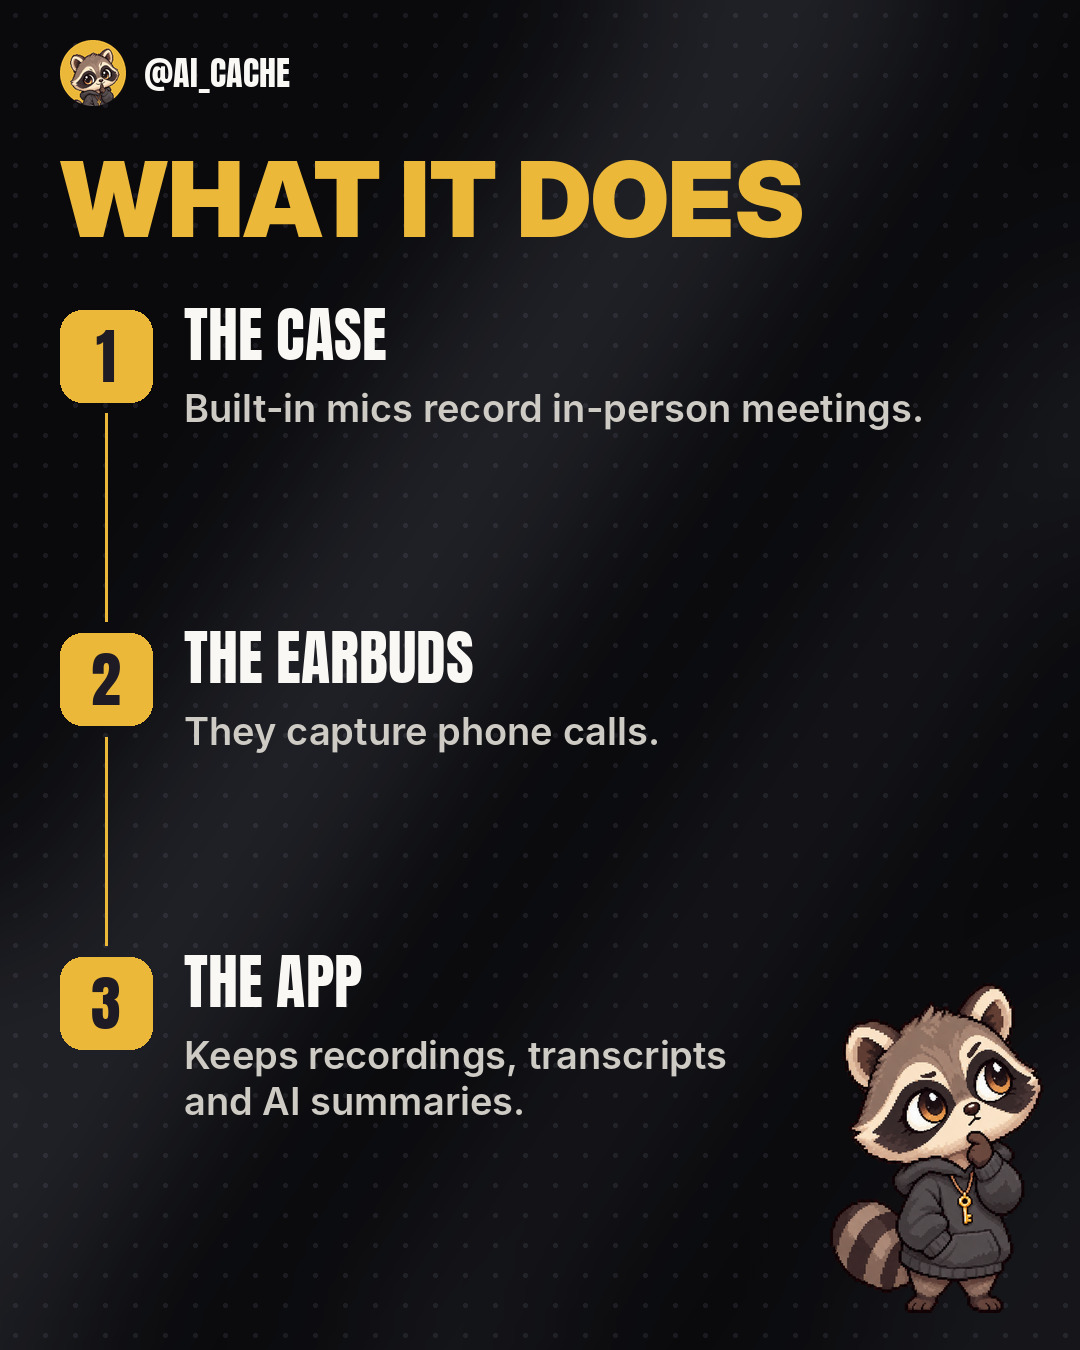 @AI_CACHE
WHAT IT DOES
1
THE CASE
Built-in mics record in-person meetings.
2
THE EARBUDS
They capture phone calls.
3
THE APP
Keeps recordings, transcripts
and AI summaries.